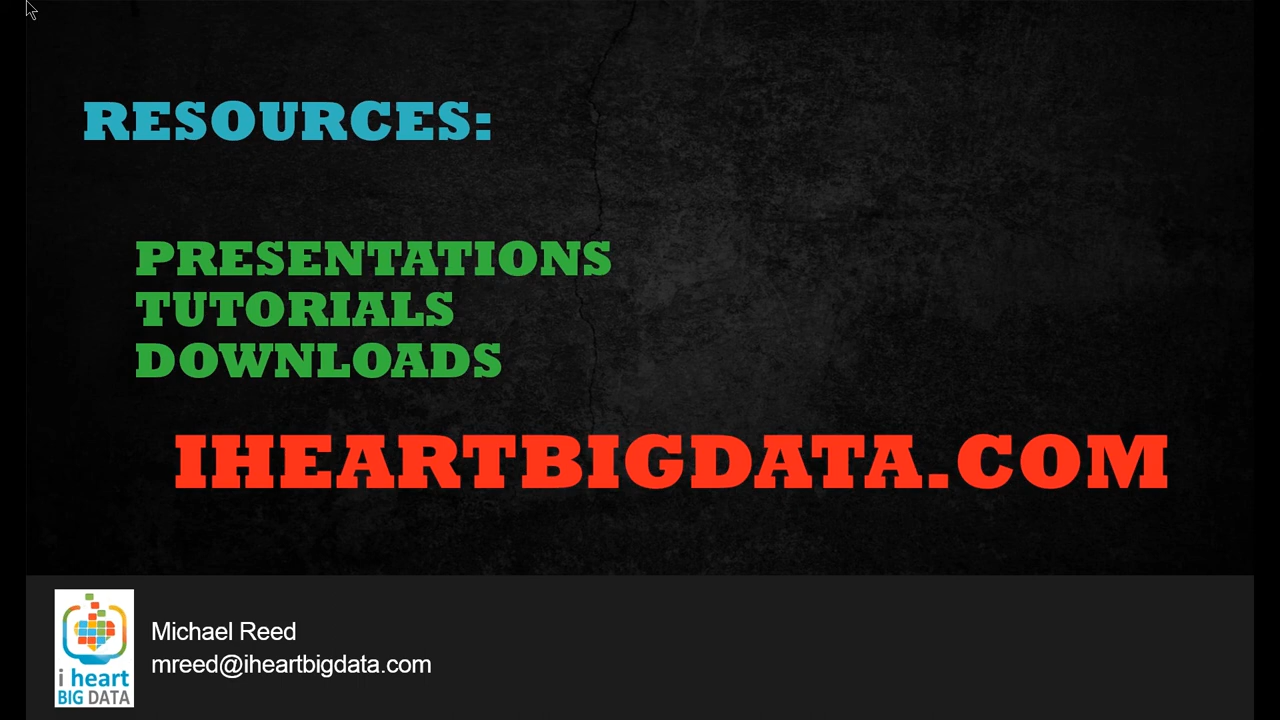 RESOURCES:
PRESENTATIONS
TUTORIALS
DOWNLOADS
IHEARTBIGDATA.COM
Michael Reed
mreed@iheartbigdata.com
i heart
BIG DATA